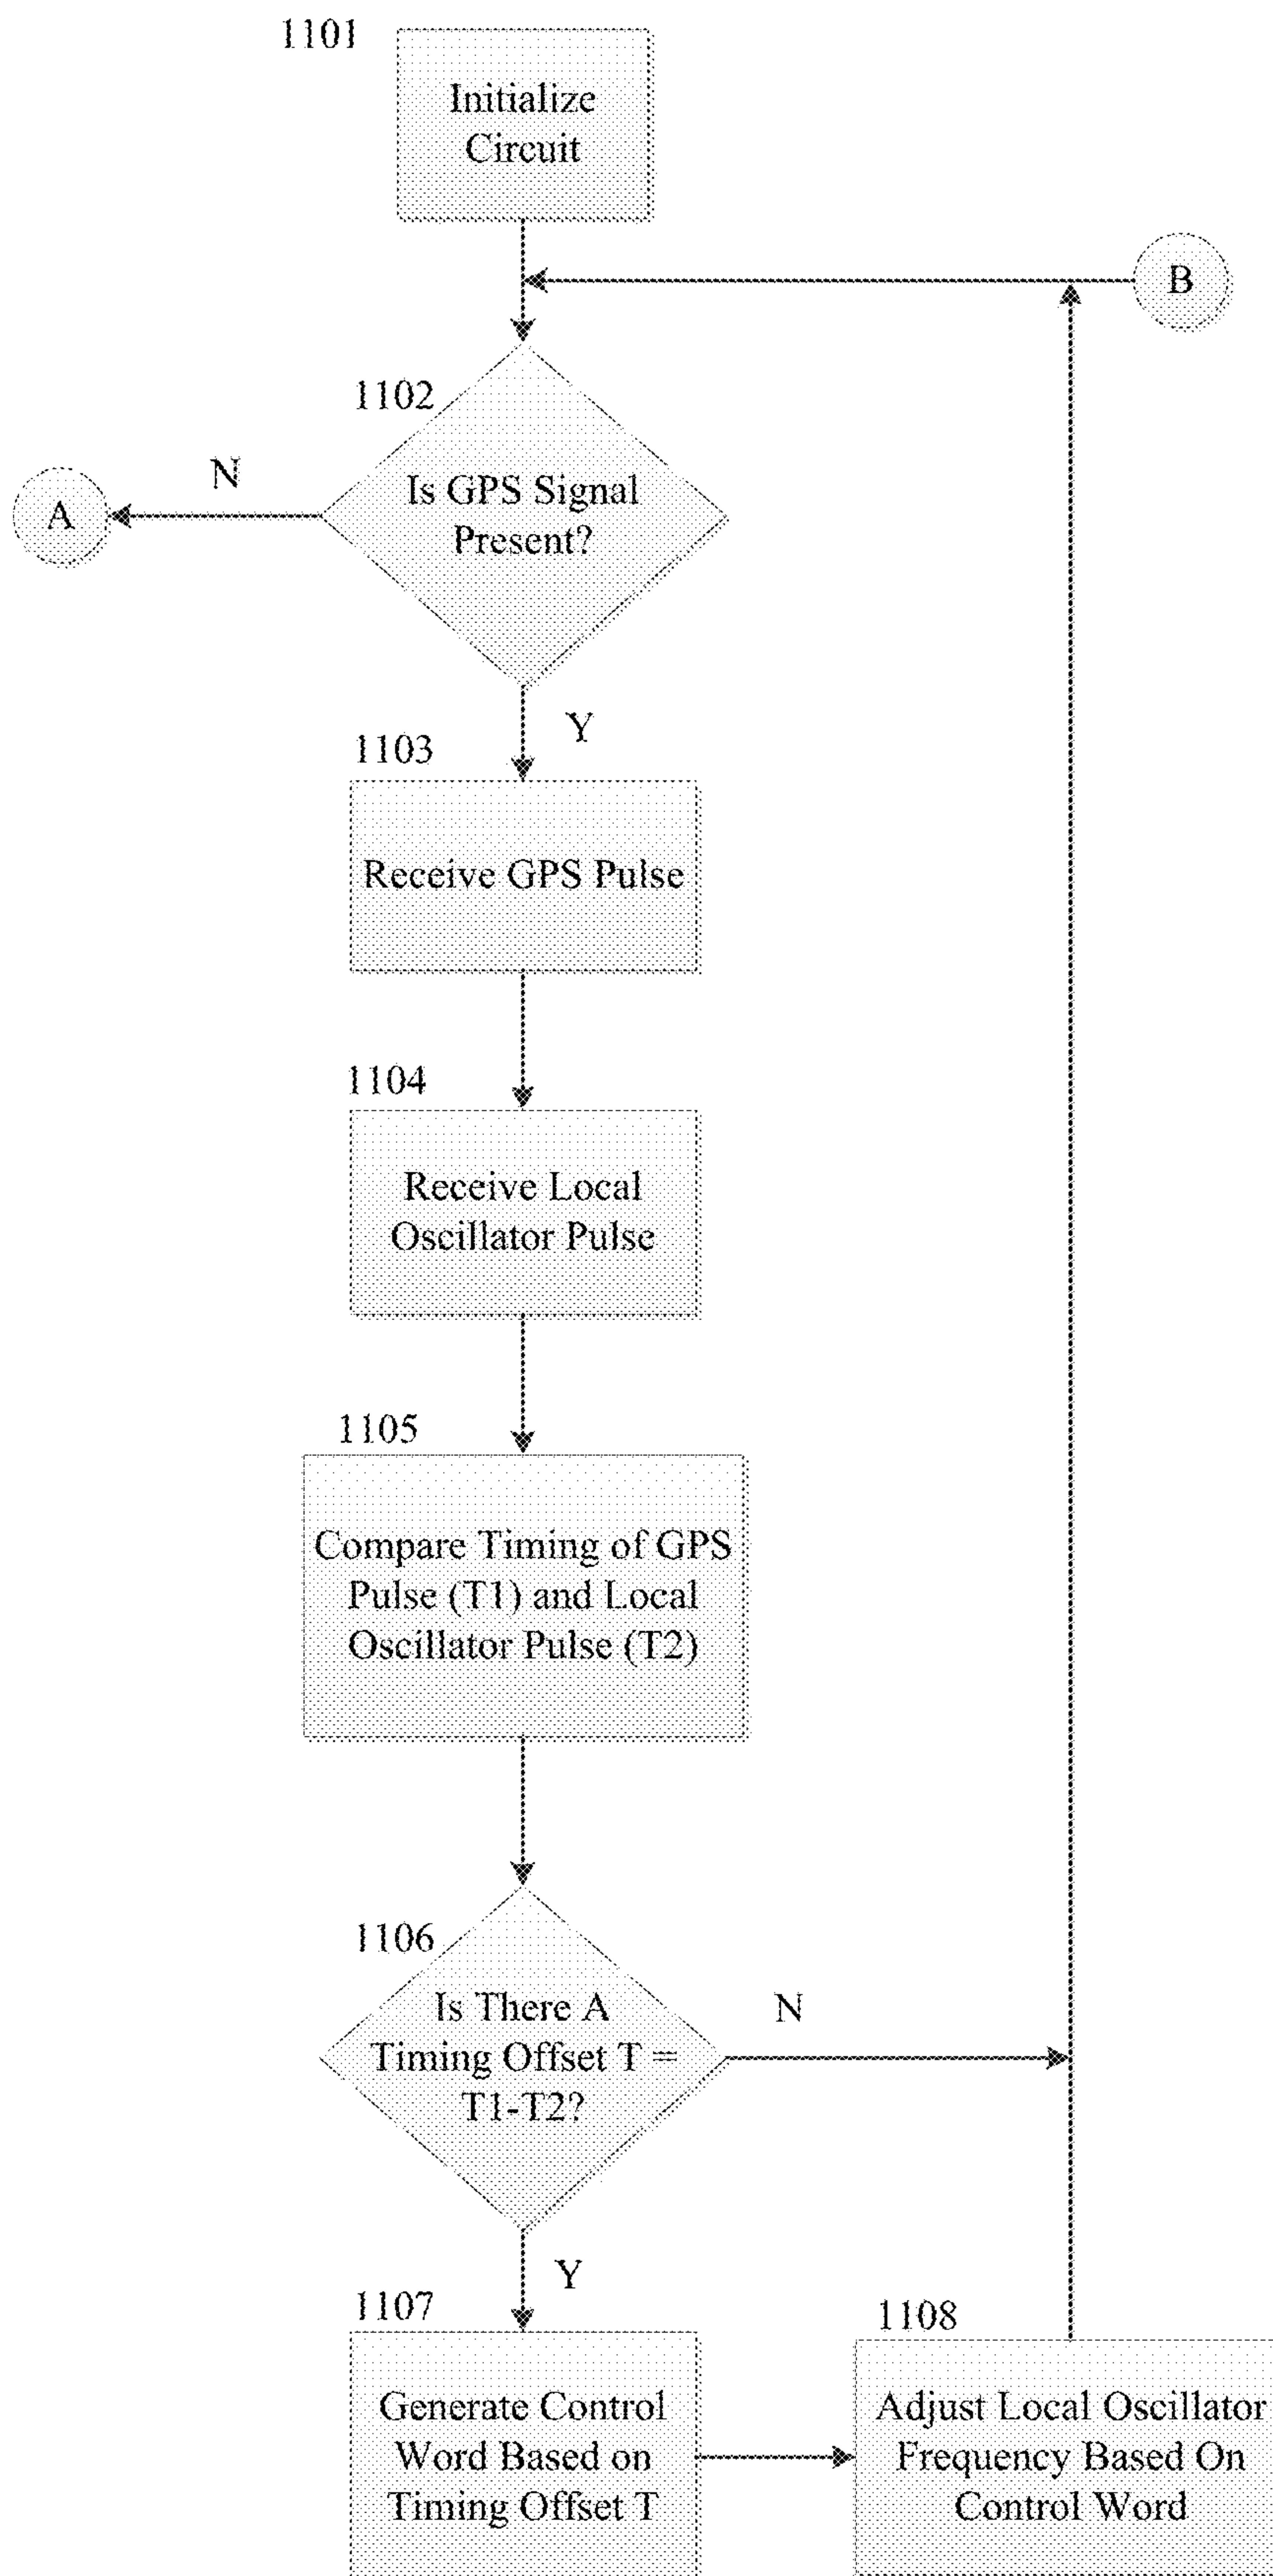 1101
Initialize
Circuit
B
1102
N
A
Is GPS Signal
Present?
Y
1103
Receive GPS Pulse
1104
Receive Local
Oscillator Pulse
1105
Compare Timing of GPS
Pulse (T1) and Local
Oscillator Pulse (T2)
1106
Is There A
Timing Offset T =
T1-T2?
N
Y
1107
Generate Control
Word Based on
Timing Offset T
1108
Adjust Local Oscillator
Frequency Based On
Control Word